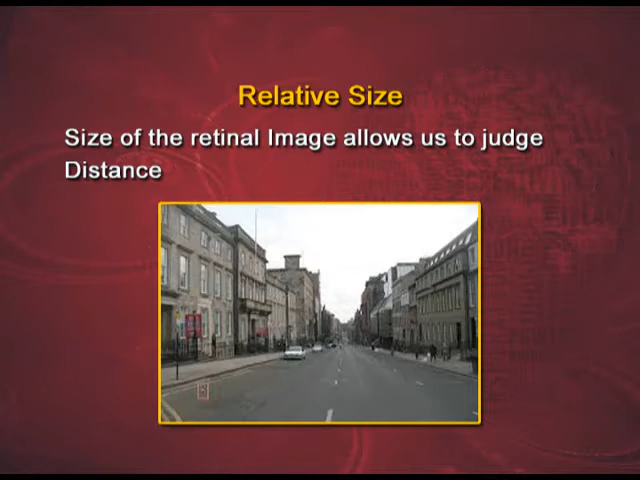 Relative Size
Size of the retinal Image allows us to judge
Distance